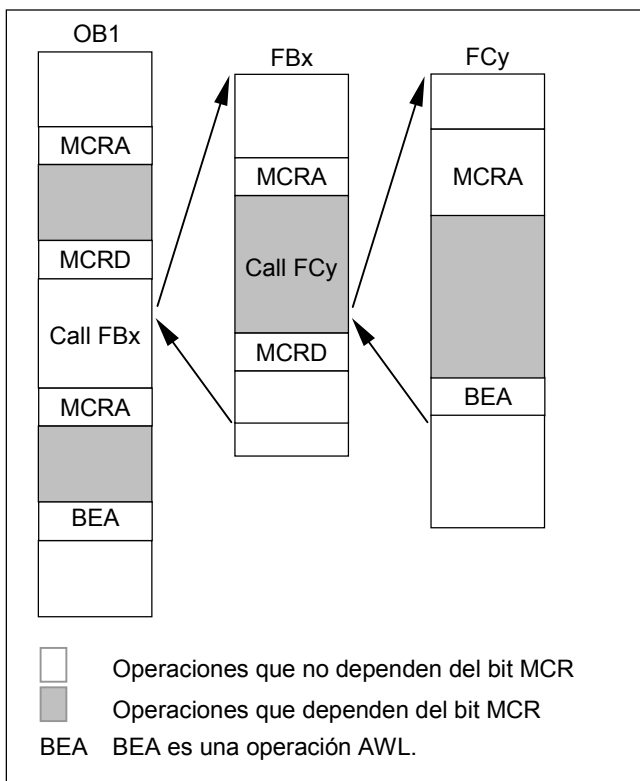 OB1
MCRA
MCRD
Call FBx
MCRA
BEA
FBx
MCRA
Call FCy
MCRD
FCy
MCRA
BEA
Operaciones que no dependen del bit MCR
Operaciones que dependen del bit MCR
BEA BEA es una operación AWL.